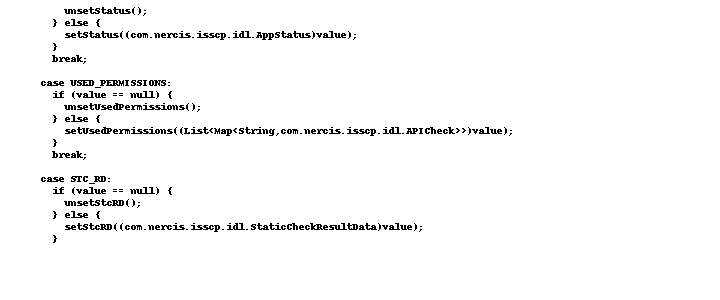 unsetStatus();
} else {
setStatus((com.nercis.isscp.idl.AppStatus)value);
}
break;
case USED_PERMISSIONS:
if (value == null) {
unsetUsedPermissions();
} else {
setUsedPermissions((List<Map<String,com.nercis.isscp.idl.APICheck>>)value);
}
break;
case STC_RD:
if (value == null) {
unsetStcRD();
} else {
setStcRD((com.nercis.isscp.idl.StaticCheckResultData)value);
}